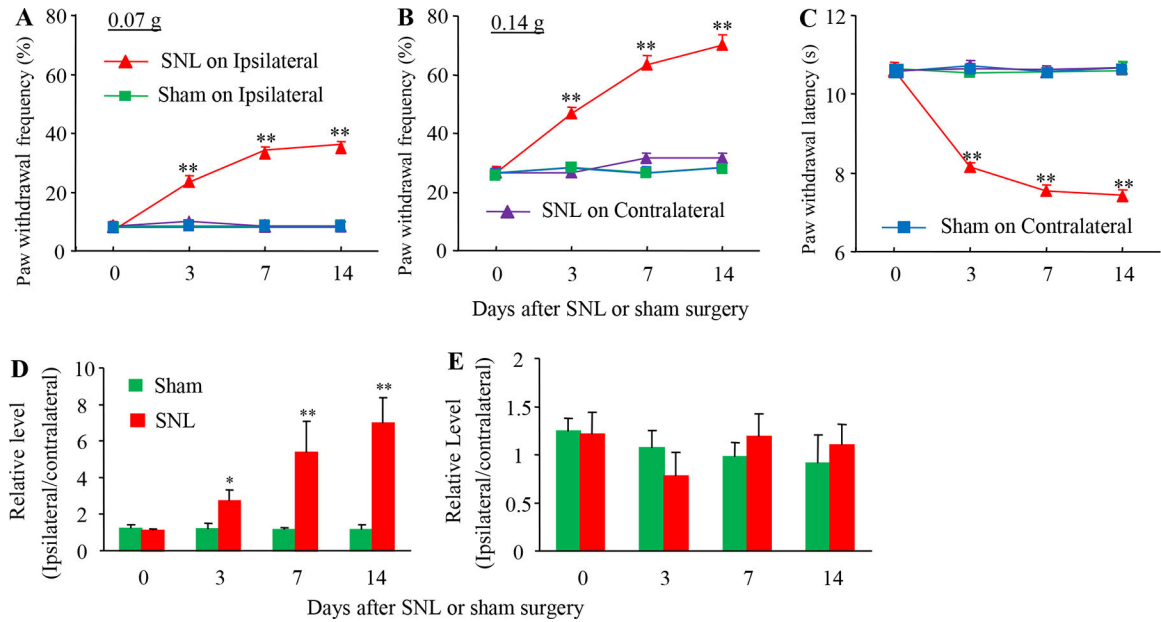 A
0.07 g
80
60
40
20
0
Paw withdrawal frequency (%)
SNL on Ipsilateral
Sham on Ipsilateral
**
**
**
0
3
7
14
B
0.14 g
80
60
40
20
0
Paw withdrawal frequency (%)
**
**
**
SNL on Contralateral
0
3
7
14
Days after SNL or sham surgery
C
12
10
8
6
Paw withdrawal latency (s)
**
**
**
Sham on Contralateral
0
3
7
14
D
10
8
6
4
2
0
Relative level
(Ipsilateral/contralateral)
Sham
SNL
*
**
**
0
3
7
14
Days after SNL or sham surgery
E
2
1.5
1
0.5
0
Relative Level
(Ipsilateral/contralateral)
0
3
7
14